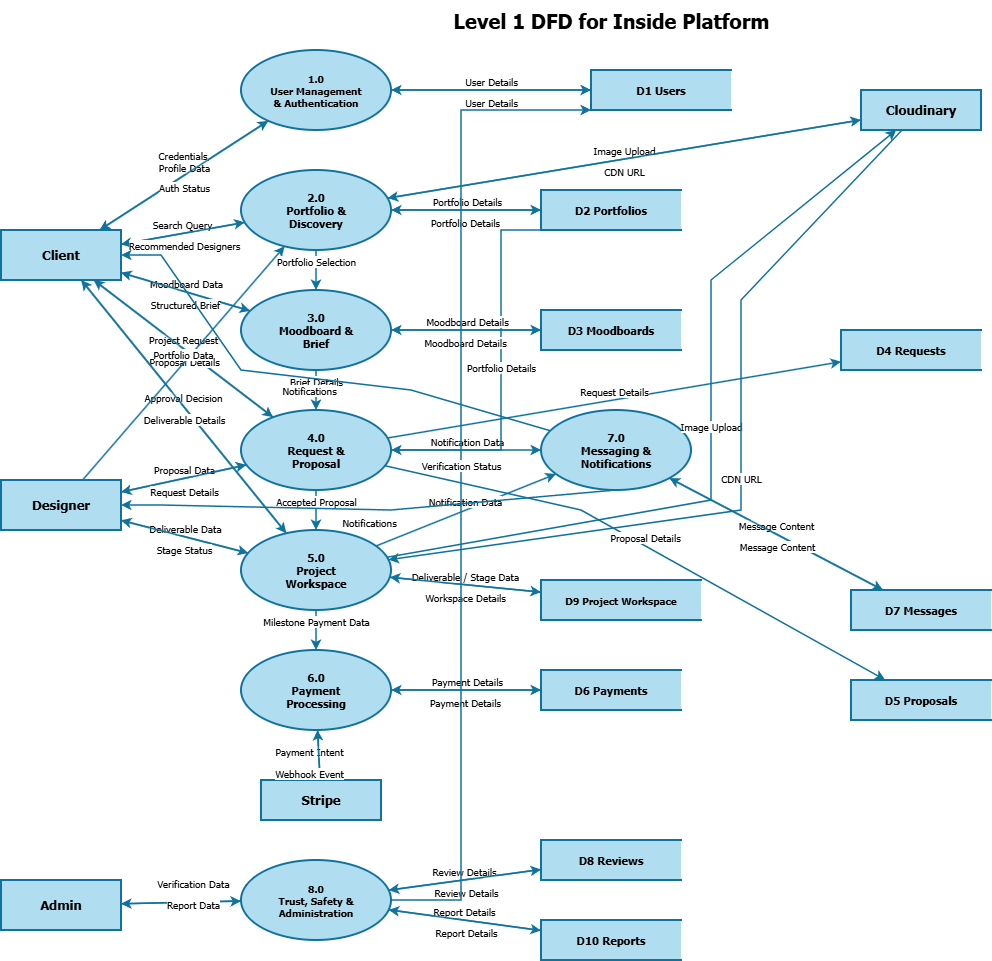 Level 1 DFD for Inside Platform
1.0
User Management
& Authentication
User Details
User Details
D1 Users
Cloudinary
Credentials
Profile Data
Auth Status
Image Upload
CDN URL
2.0
Portfolio &
Discovery
Portfolio Details
Portfolio Details
D2 Portfolios
Client
Search Query
Recommended Designers
Portfolio Selection
Moodboard Data
Structured Brief
3.0
Moodboard &
Brief
Moodboard Details
Moodboard Details
D3 Moodboards
D4 Requests
Project Request
Portfolio Data
Proposal Details
Portfolio Details
Brief Details
Notifications
Request Details
Approval Decision
Deliverable Details
4.0
Request &
Proposal
Notification Data
Verification Status
7.0
Messaging &
Notifications
Image Upload
CDN URL
Designer
Proposal Data
Request Details
Accepted Proposal
Notification Data
Notifications
Deliverable Data
Stage Status
5.0
Project
Workspace
Proposal Details
Message Content
Message Content
Deliverable / Stage Data
Workspace Details
D9 Project Workspace
D7 Messages
Milestone Payment Data
6.0
Payment
Processing
Payment Details
Payment Details
D6 Payments
D5 Proposals
Payment Intent
Webhook Event
Stripe
Admin
Verification Data
Report Data
8.0
Trust, Safety &
Administration
Review Details
Review Details
D8 Reviews
Report Details
Report Details
D10 Reports